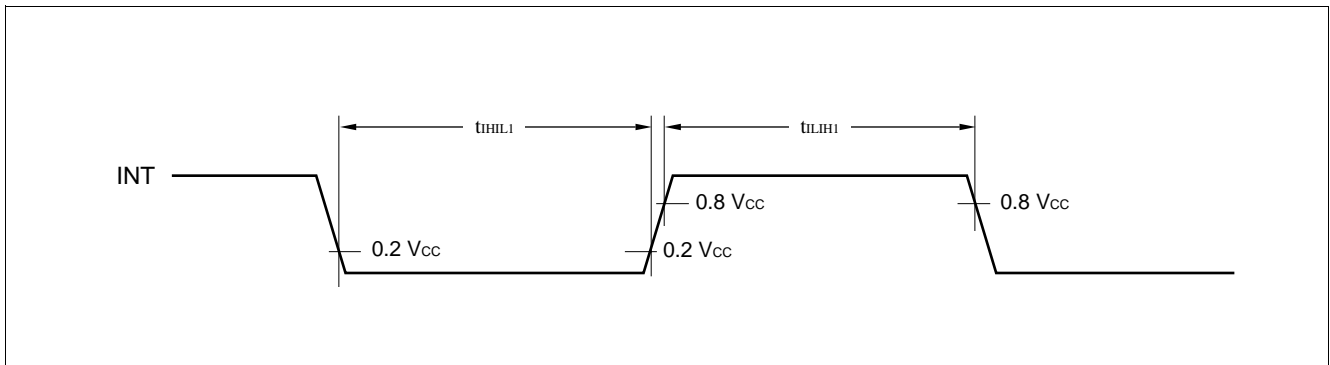 tIHIL1 tILIH1
INT
0.8 VCC 0.8 VCC
0.2 VCC 0.2 VCC